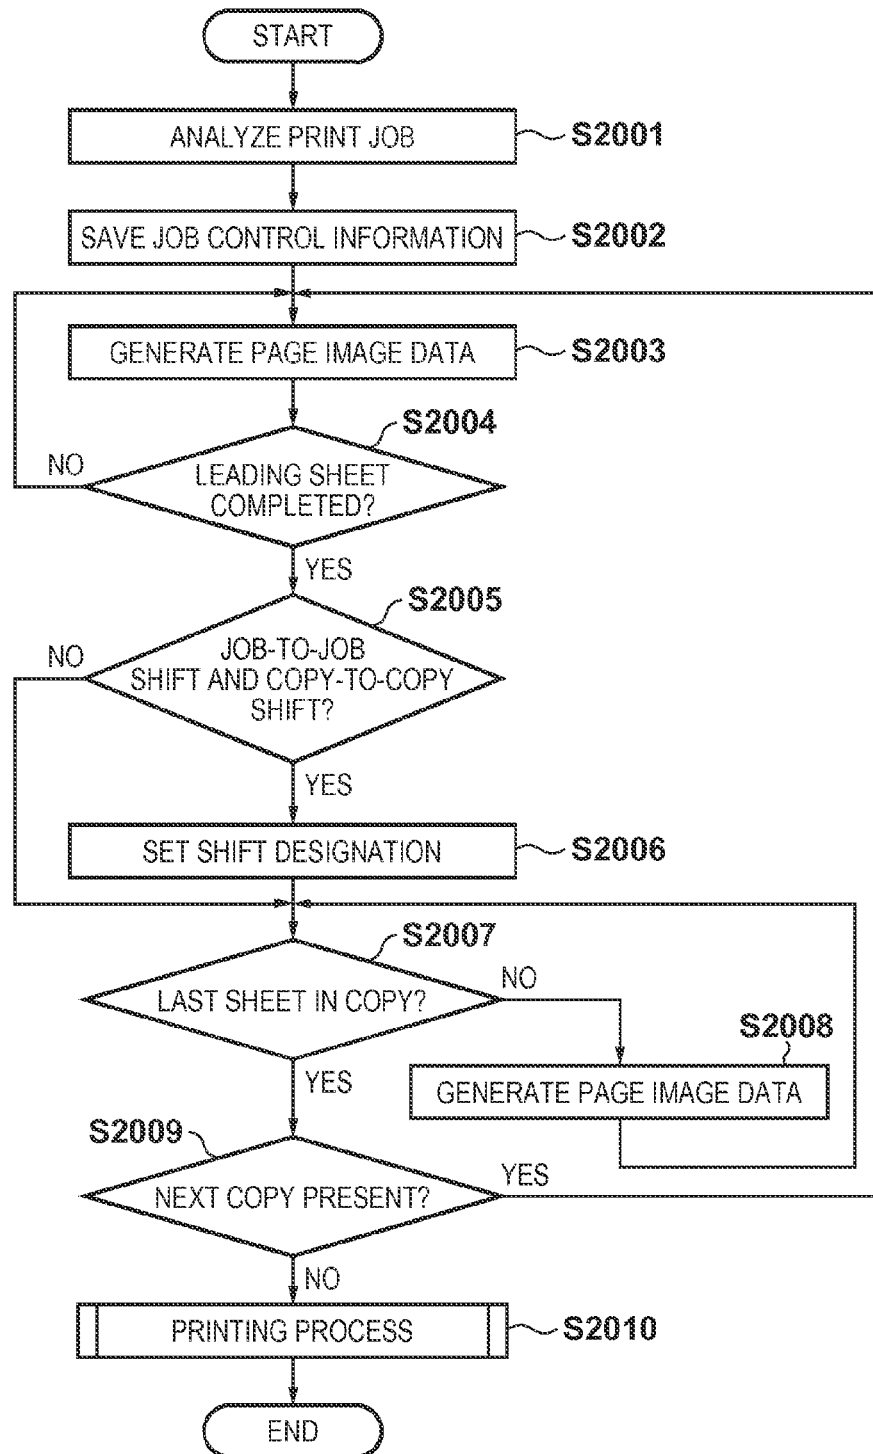 START
ANALYZE PRINT JOB
S2001
SAVE JOB CONTROL INFORMATION
S2002
GENERATE PAGE IMAGE DATA
S2003
S2004
NO
LEADING SHEET
COMPLETED?
YES
S2005
NO
JOB-TO-JOB
SHIFT AND COPY-TO-COPY
SHIFT?
YES
SET SHIFT DESIGNATION
S2006
S2007
LAST SHEET IN COPY?
NO
S2008
YES
GENERATE PAGE IMAGE DATA
S2009
NEXT COPY PRESENT?
YES
NO
PRINTING PROCESS
S2010
END